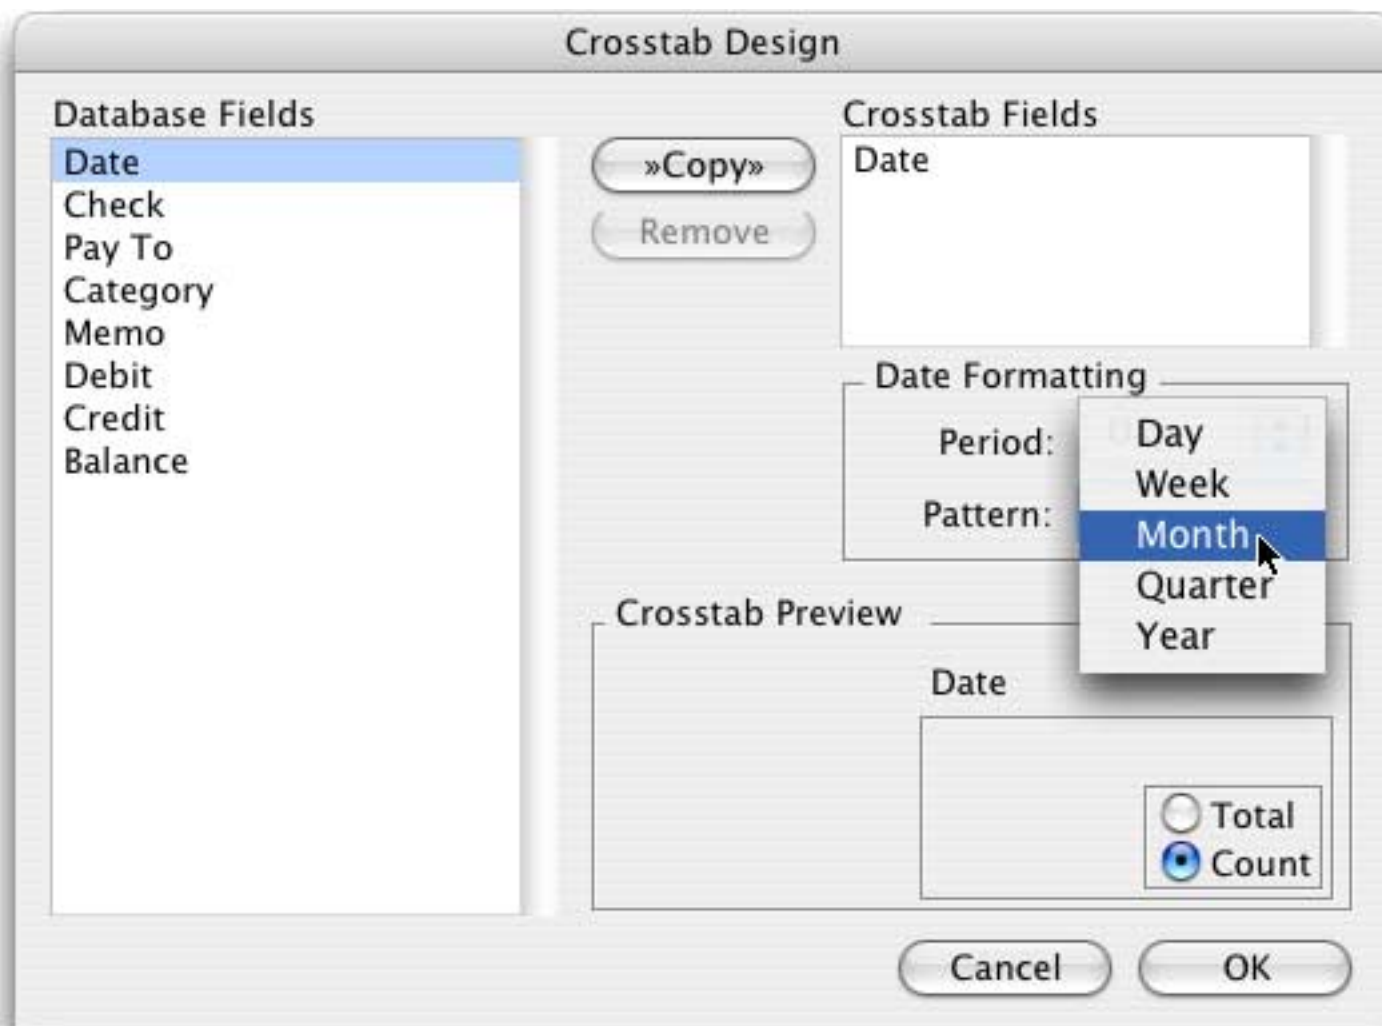 Crosstab Design
Database Fields
Date
Check
Pay To
Category
Memo
Debit
Credit
Balance
»Copy»
Remove
Crosstab Fields
Date
Date Formatting
Period:
Pattern:
Day
Week
Month
Quarter
Year
Crosstab Preview
Date
Total
Count
Cancel
OK